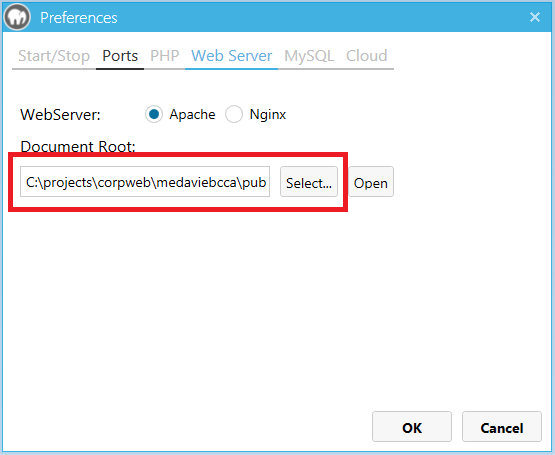 Preferences
Start/Stop Ports PHP Web Server MySQL Cloud
WebServer: Apache Nginx
Document Root:
C:\projects\corpweb\medaviebcca\pub Select... Open
OK Cancel